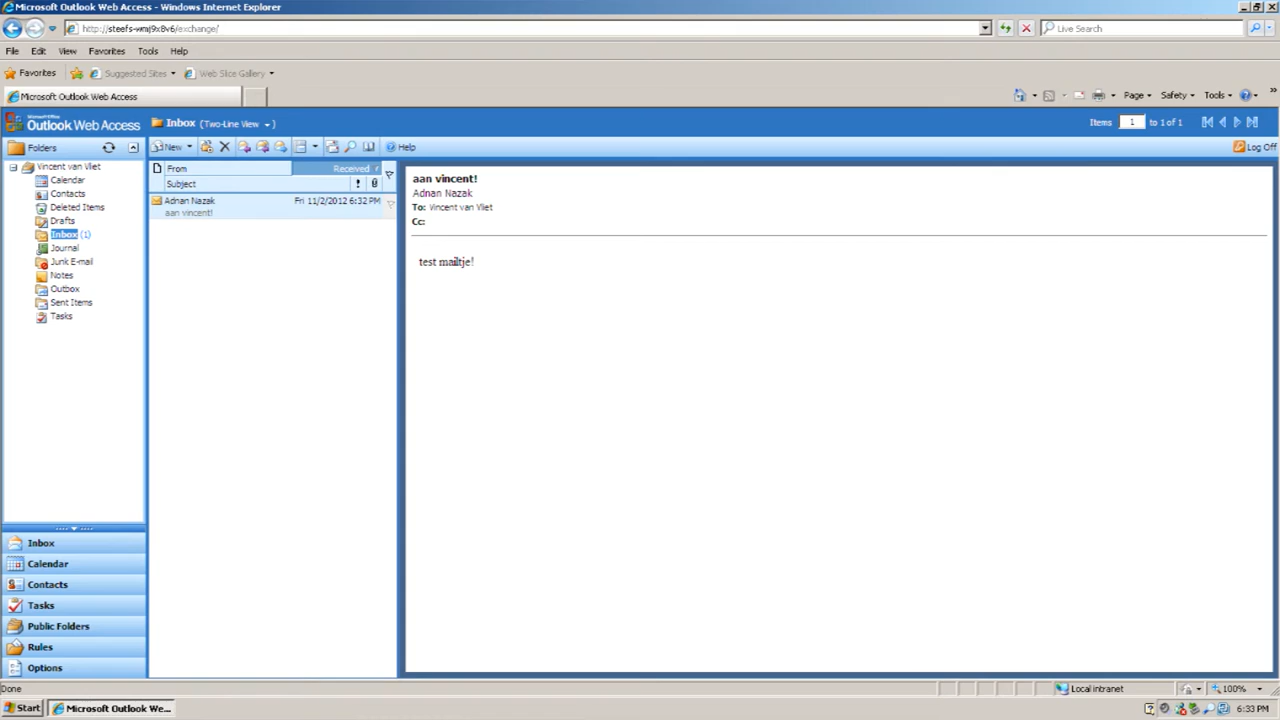 Microsoft Outlook Web Access - Windows Internet Explorer
http://steefs-wmj9x8v6/exchange/
Live Search
File Edit View Favorites Tools Help
Favorites Suggested Sites Web Slice Gallery
Microsoft Outlook Web Access
Page Safety Tools
Microsoft Office
Outlook Web Access
Inbox (Two-Line View)
Items 1 to 1 of 1
Folders
New
Help
Log Off
Vincent van Vliet
Calendar
Contacts
Deleted Items
Drafts
Inbox (1)
Journal
Junk E-mail
Notes
Outbox
Sent Items
Tasks
From Received
Subject
Adnan Nazak Fri 11/2/2012 6:32 PM
aan vincent!
aan vincent!
Adnan Nazak
To: Vincent van Vliet
Cc:
test mailtje!
Inbox
Calendar
Contacts
Tasks
Public Folders
Rules
Options
Done
Local intranet
100%
Start
Microsoft Outlook We...
6:33 PM